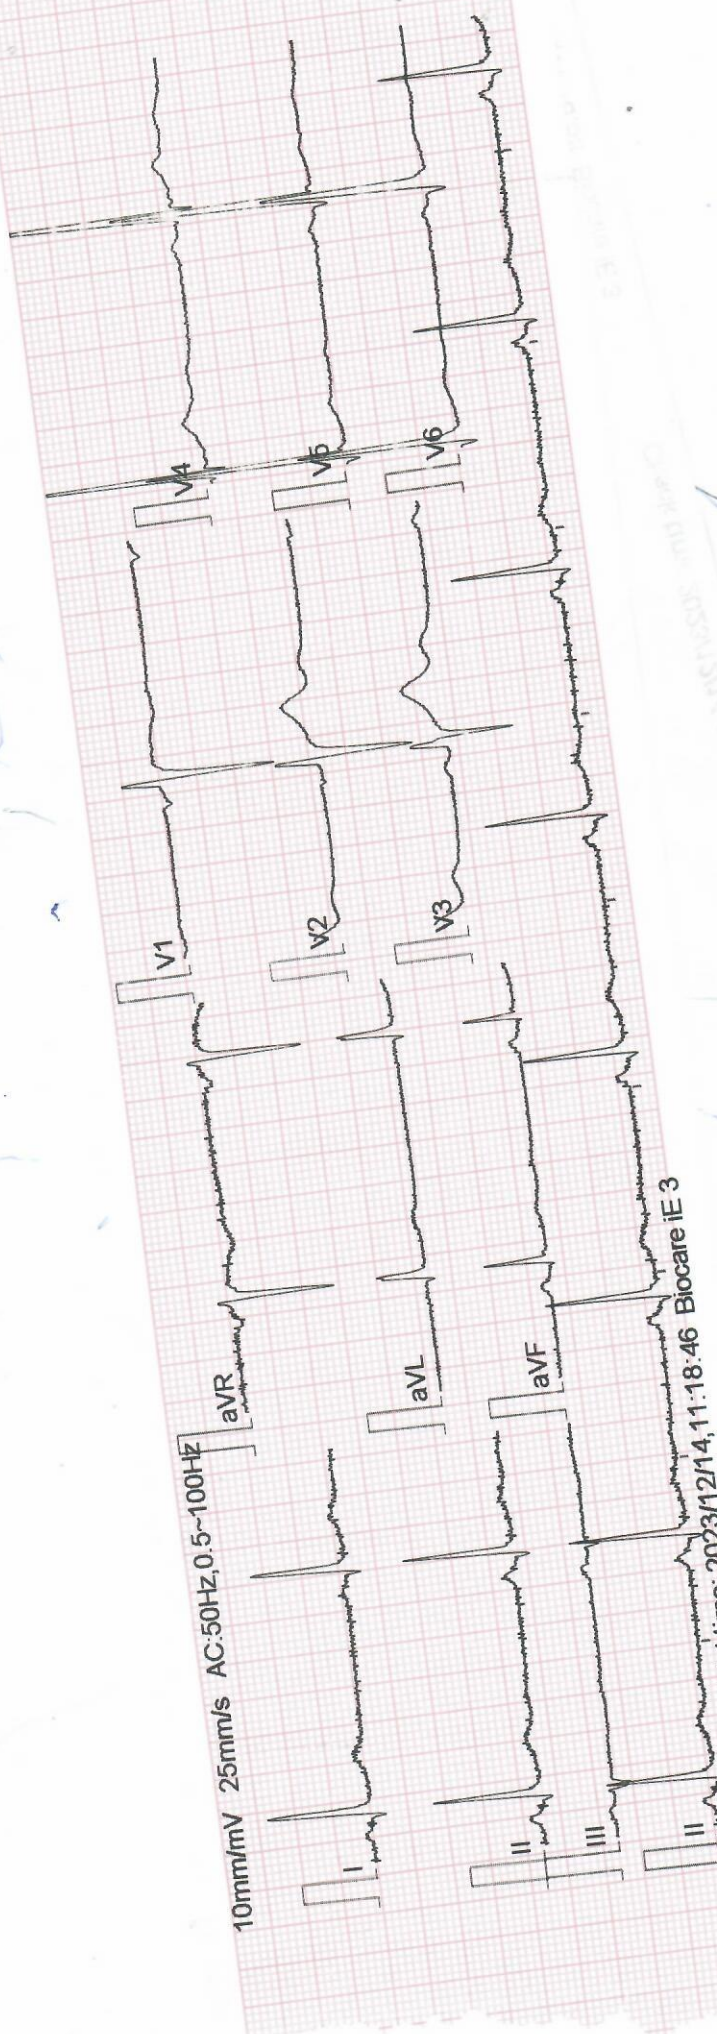 10mm/mV 25mm/s AC:50Hz,0.5~100Hz
I
aVR
V1
V4
II
aVL
V2
V5
III
aVF
V3
V6
II
2023/12/14,11:18:46 Biocare iE 3